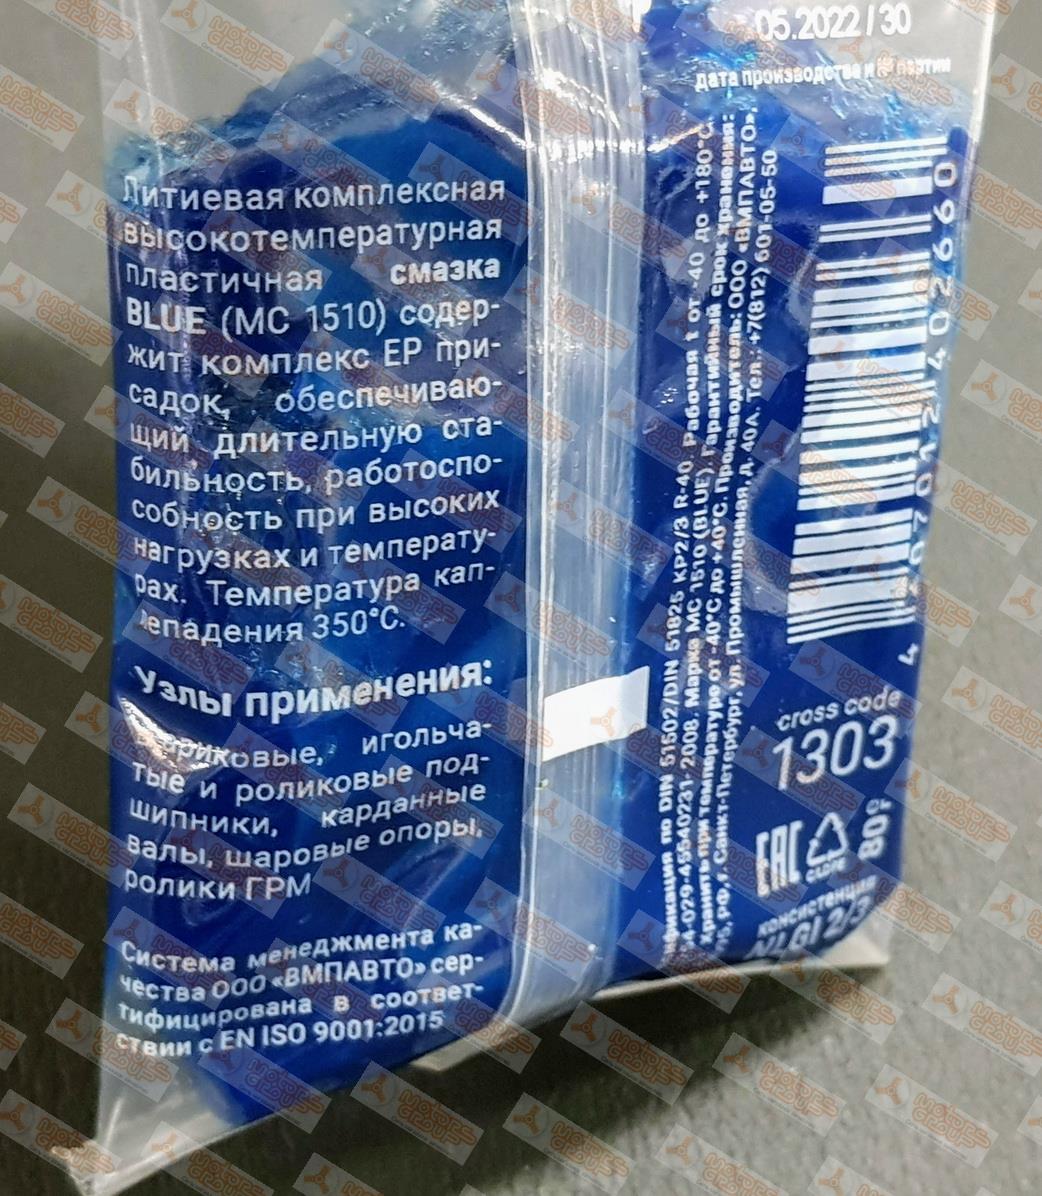 Литиевая комплексная
высокотемпературная
пластичная смазка
BLUE (МС 1510) содер-
жит комплекс EP при-
садок, обеспечиваю-
щий длительную ста-
бильность, работоспо-
собность при высоких
нагрузках и температу-
рах. Температура кап-
лепадения 350°С.
Узлы применения:
Шариковые, игольча-
тые и роликовые под-
шипники, карданные
валы, шаровые опоры,
ролики ГРМ
Система менеджмента ка-
чества ООО «ВМПАВТО» сер-
тифицирована в соответ-
ствии с EN ISO 9001:2015
05.2022 / 30
дата производства и № партии
по DIN 51502/DIN 51825 KP2/3 R-40. Рабочая t от -40 до +180°С.
029-45540231-2008. Марка МС 1510 (BLUE). Гарантийный срок хранения:
Хранить при температуре от -40°С до +40°С. Производитель: ООО «ВМПАВТО»,
РФ, г. Санкт-Петербург, ул. Промышленная, д. 40А. Тел.: +7(812) 601-05-50
cross code
1303
EAC
80 г
консистенция
NLGI 2/3